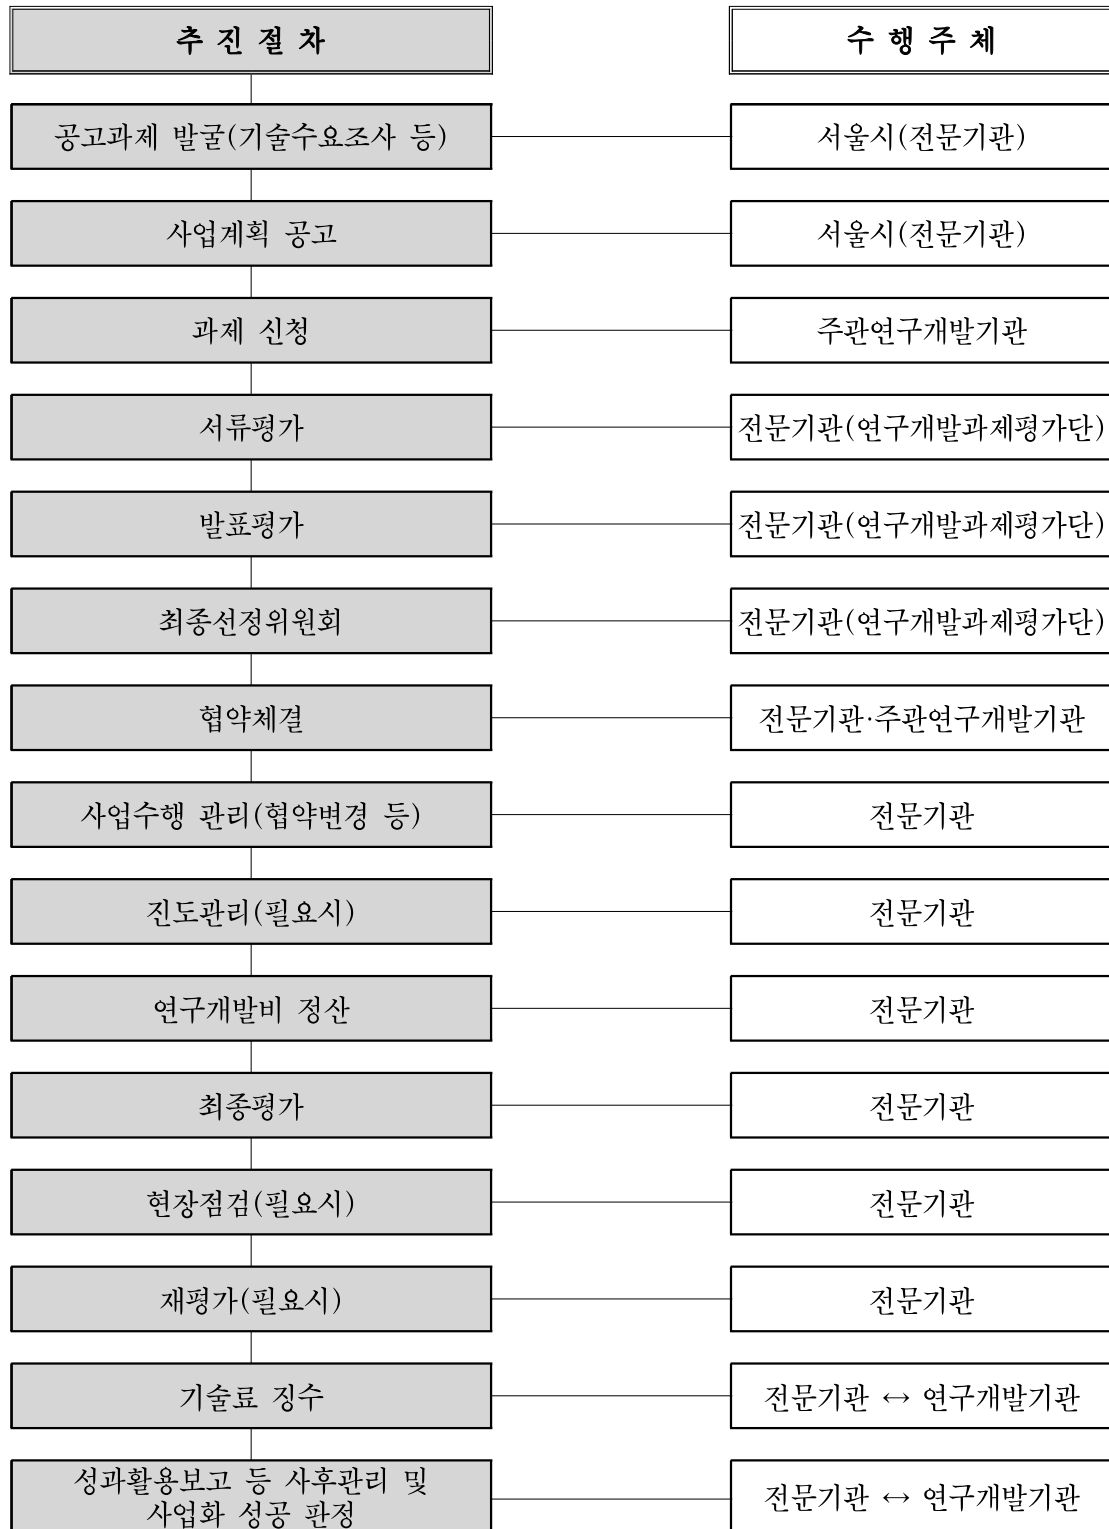 추 진 절 차
수 행 주 체
공고과제 발굴(기술수요조사 등)
서울시(전문기관)
사업계획 공고
서울시(전문기관)
과제 신청
주관연구개발기관
서류평가
전문기관(연구개발과제평가단)
발표평가
전문기관(연구개발과제평가단)
최종선정위원회
전문기관(연구개발과제평가단)
협약체결
전문기관·주관연구개발기관
사업수행 관리(협약변경 등)
전문기관
진도관리(필요시)
전문기관
연구개발비 정산
전문기관
최종평가
전문기관
현장점검(필요시)
전문기관
재평가(필요시)
전문기관
기술료 징수
전문기관 ↔ 연구개발기관
성과활용보고 등 사후관리 및
사업화 성공 판정
전문기관 ↔ 연구개발기관